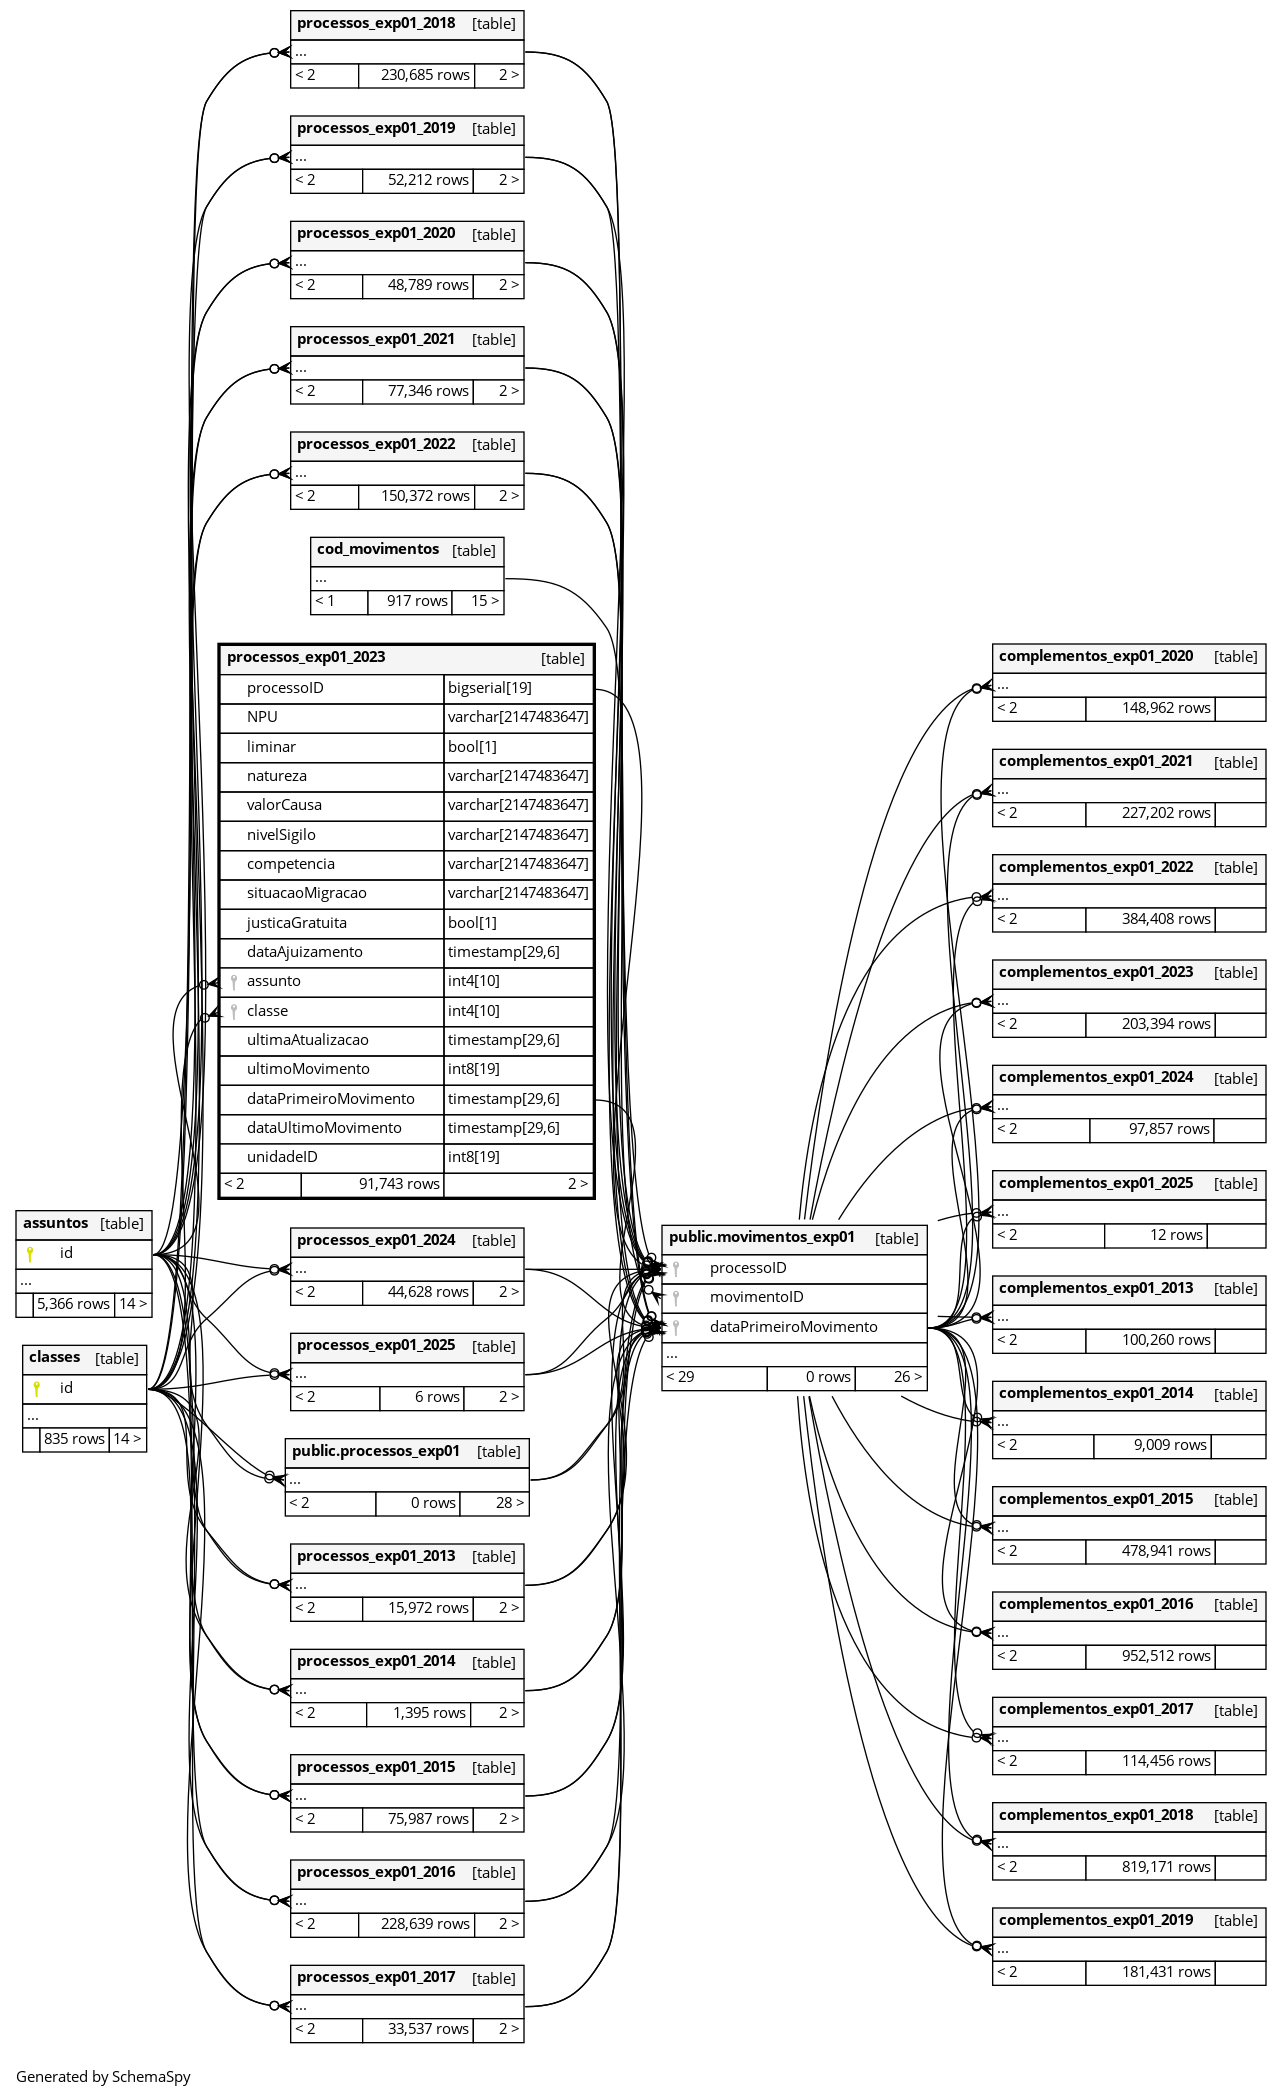 processos_exp01_2018 [table]
...
< 2 230,685 rows 2 >
processos_exp01_2019 [table]
...
< 2 52,212 rows 2 >
processos_exp01_2020 [table]
...
< 2 48,789 rows 2 >
processos_exp01_2021 [table]
...
< 2 77,346 rows 2 >
processos_exp01_2022 [table]
...
< 2 150,372 rows 2 >
cod_movimentos [table]
...
< 1 917 rows 15 >
processos_exp01_2023 [table]
processoID bigserial[19]
NPU varchar[2147483647]
liminar bool[1]
natureza varchar[2147483647]
valorCausa varchar[2147483647]
nivelSigilo varchar[2147483647]
competencia varchar[2147483647]
situacaoMigracao varchar[2147483647]
justicaGratuita bool[1]
dataAjuizamento timestamp[29,6]
assunto int4[10]
classe int4[10]
ultimaAtualizacao timestamp[29,6]
ultimoMovimento int8[19]
dataPrimeiroMovimento timestamp[29,6]
dataUltimoMovimento timestamp[29,6]
unidadeID int8[19]
< 2 91,743 rows 2 >
assuntos [table]
id
...
5,366 rows 14 >
classes [table]
id
...
835 rows 14 >
processos_exp01_2024 [table]
...
< 2 44,628 rows 2 >
processos_exp01_2025 [table]
...
< 2 6 rows 2 >
public.processos_exp01 [table]
...
< 2 0 rows 28 >
processos_exp01_2013 [table]
...
< 2 15,972 rows 2 >
processos_exp01_2014 [table]
...
< 2 1,395 rows 2 >
processos_exp01_2015 [table]
...
< 2 75,987 rows 2 >
processos_exp01_2016 [table]
...
< 2 228,639 rows 2 >
processos_exp01_2017 [table]
...
< 2 33,537 rows 2 >
public.movimentos_exp01 [table]
processoID
movimentoID
dataPrimeiroMovimento
...
< 29 0 rows 26 >
complementos_exp01_2020 [table]
...
< 2 148,962 rows
complementos_exp01_2021 [table]
...
< 2 227,202 rows
complementos_exp01_2022 [table]
...
< 2 384,408 rows
complementos_exp01_2023 [table]
...
< 2 203,394 rows
complementos_exp01_2024 [table]
...
< 2 97,857 rows
complementos_exp01_2025 [table]
...
< 2 12 rows
complementos_exp01_2013 [table]
...
< 2 100,260 rows
complementos_exp01_2014 [table]
...
< 2 9,009 rows
complementos_exp01_2015 [table]
...
< 2 478,941 rows
complementos_exp01_2016 [table]
...
< 2 952,512 rows
complementos_exp01_2017 [table]
...
< 2 114,456 rows
complementos_exp01_2018 [table]
...
< 2 819,171 rows
complementos_exp01_2019 [table]
...
< 2 181,431 rows
Generated by SchemaSpy